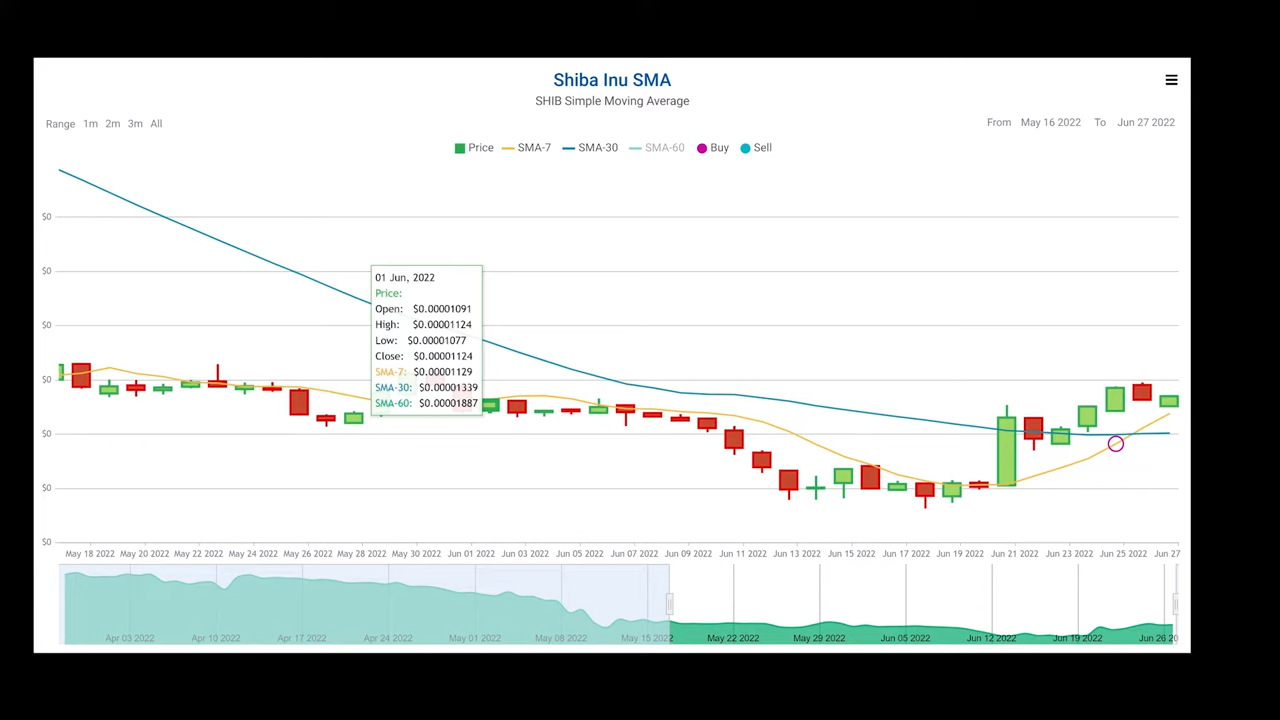 Shiba Inu SMA
SHIB Simple Moving Average
Range 1m 2m 3m All
From May 16 2022 To Jun 27 2022
Price SMA-7 SMA-30 SMA-60 Buy Sell
$0
$0
$0
$0
$0
$0
$0
01 Jun, 2022
Price:
Open: $0.00001091
High: $0.00001124
Low: $0.00001077
Close: $0.00001124
SMA-7: $0.00001129
SMA-30: $0.00001339
SMA-60: $0.00001887
May 18 2022 May 20 2022 May 22 2022 May 24 2022 May 26 2022 May 28 2022 May 30 2022 Jun 01 2022 Jun 03 2022 Jun 05 2022 Jun 07 2022 Jun 09 2022 Jun 11 2022 Jun 13 2022 Jun 15 2022 Jun 17 2022 Jun 19 2022 Jun 21 2022 Jun 23 2022 Jun 25 2022 Jun 27
Apr 03 2022 Apr 10 2022 Apr 17 2022 Apr 24 2022 May 01 2022 May 08 2022 May 15 2022 May 22 2022 May 29 2022 Jun 05 2022 Jun 12 2022 Jun 19 2022 Jun 26 20